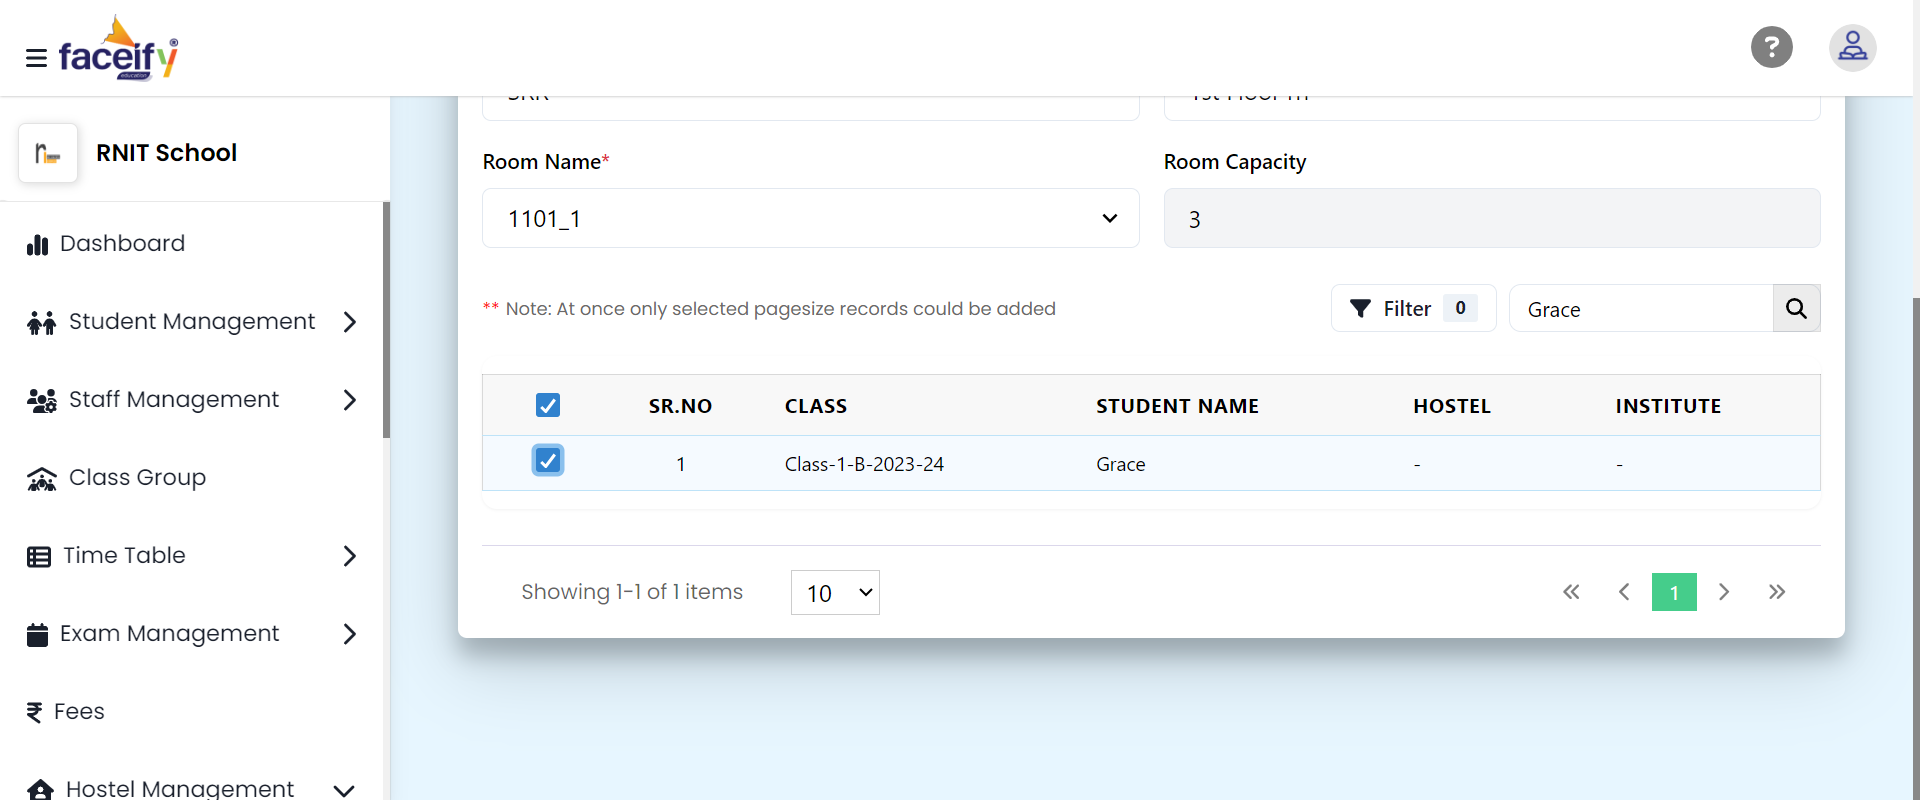 faceify®
education
?
RNIT School
Dashboard
Student Management
Staff Management
Class Group
Time Table
Exam Management
Fees
Hostel Management
Room Name*
Room Capacity
1101_1
3
** Note: At once only selected pagesize records could be added
Filter 0
Grace
SR.NO CLASS STUDENT NAME HOSTEL INSTITUTE
1 Class-1-B-2023-24 Grace - -
Showing 1-1 of 1 items
10
« < 1 > »